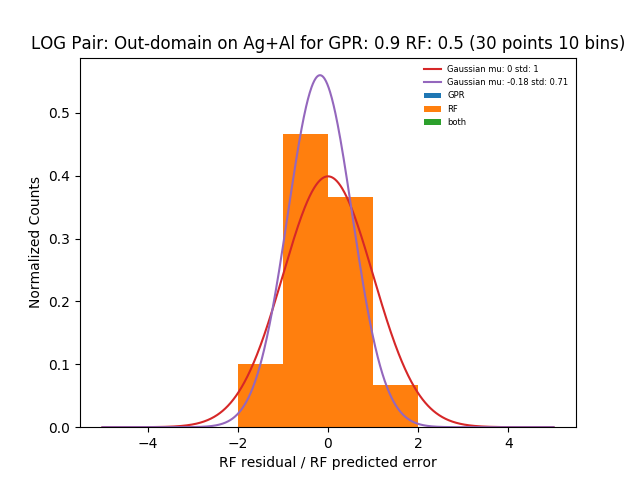 LOG Pair: Out-domain on Ag+Al for GPR: 0.9 RF: 0.5 (30 points 10 bins)
Gaussian mu: 0 std: 1
Gaussian mu: -0.18 std: 0.71
GPR
RF
both
Normalized Counts
0.5
0.4
0.3
0.2
0.1
0.0
−4 −2 0 2 4
RF residual / RF predicted error